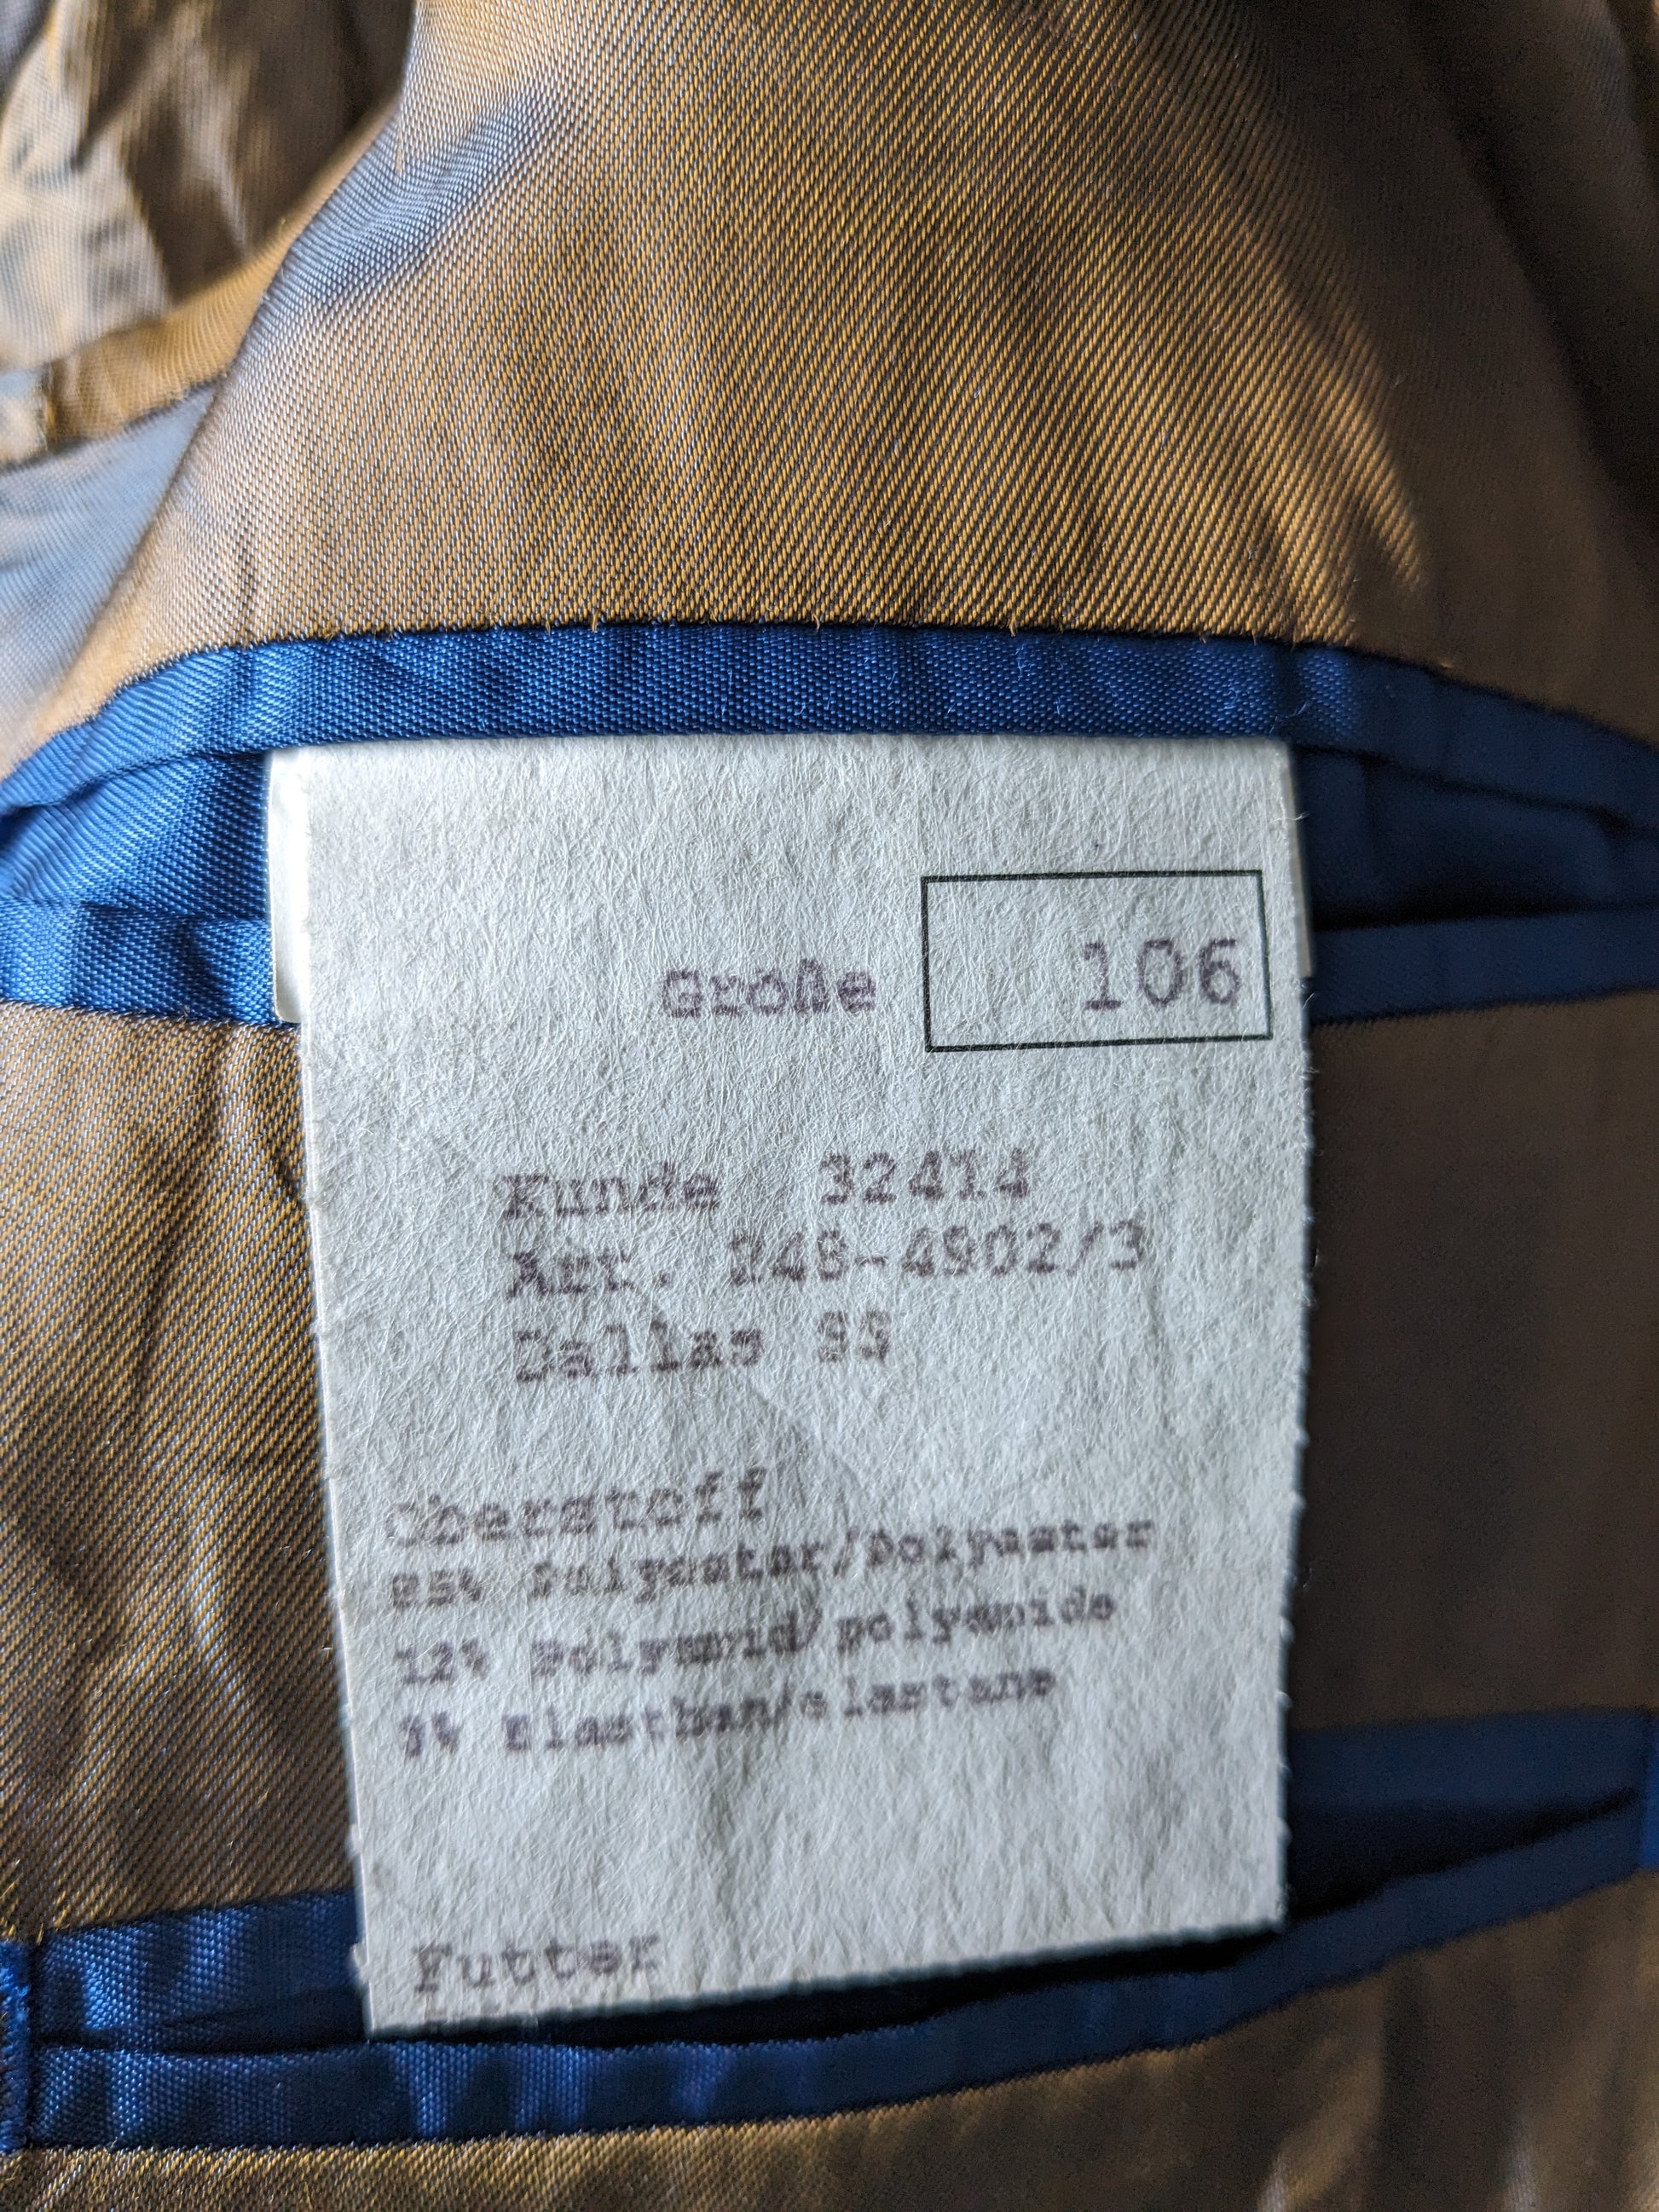 Größe 106
Kunde 32414
Art. 248-4902/3
Dallas SS
Oberstoff
85% Polyester/polyester
12% Polyamid/polyamide
3% Elasthan/elastane
Futter